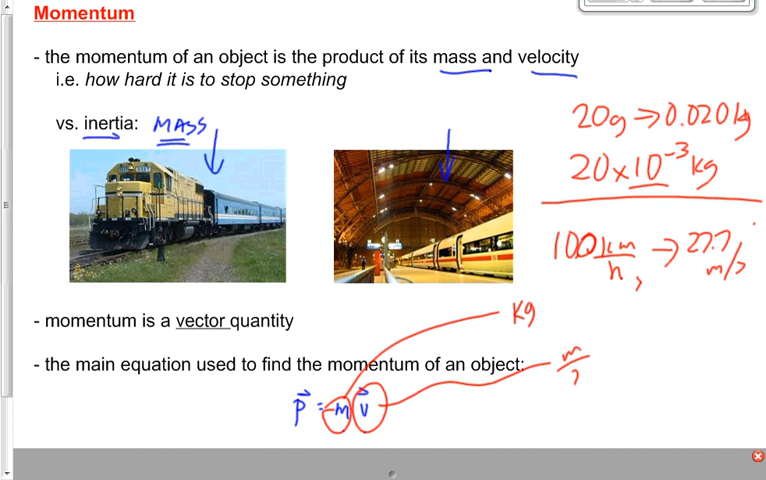 Momentum
- the momentum of an object is the product of its mass and velocity
i.e. how hard it is to stop something
vs. inertia: MASS
20g → 0.020 kg
20 × 10⁻³ kg
100 km/h → 27.7 m/s
- momentum is a vector quantity
kg
- the main equation used to find the momentum of an object:
m/s
p⃗ = m v⃗